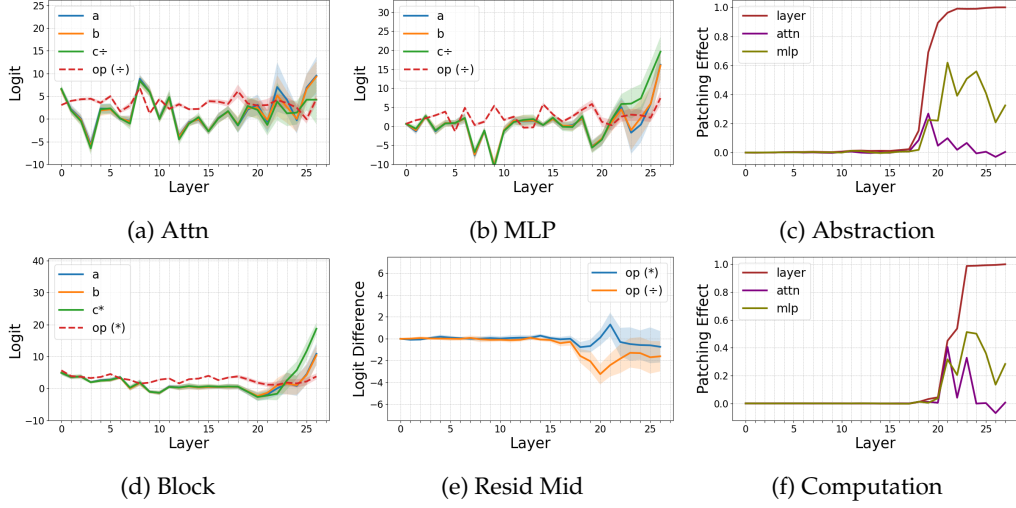 25
20
15
10
5
0
−5
−10
Logit
a
b
c÷
op (÷)
0 5 10 15 20 25
Layer
(a) Attn
30
25
20
15
10
5
0
−5
−10
Logit
a
b
c÷
op (÷)
0 5 10 15 20 25
Layer
(b) MLP
1.0
0.8
0.6
0.4
0.2
0.0
Patching Effect
layer
attn
mlp
0 5 10 15 20 25
Layer
(c) Abstraction
40
30
20
10
0
−10
Logit
a
b
c*
op (*)
0 5 10 15 20 25
Layer
(d) Block
6
4
2
0
−2
−4
−6
Logit Difference
op (*)
op (÷)
0 5 10 15 20 25
Layer
(e) Resid Mid
1.0
0.8
0.6
0.4
0.2
0.0
Patching Effect
layer
attn
mlp
0 5 10 15 20 25
Layer
(f) Computation